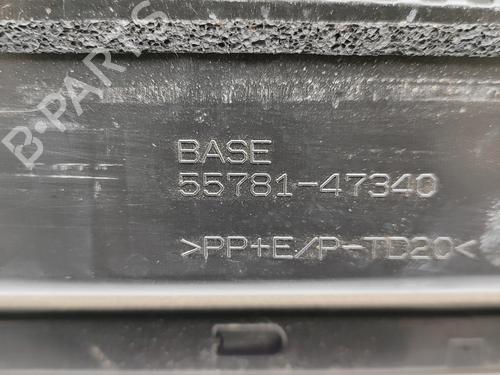 B-PARTS
BASE
55781-47340
>PP+E/P-TD20<